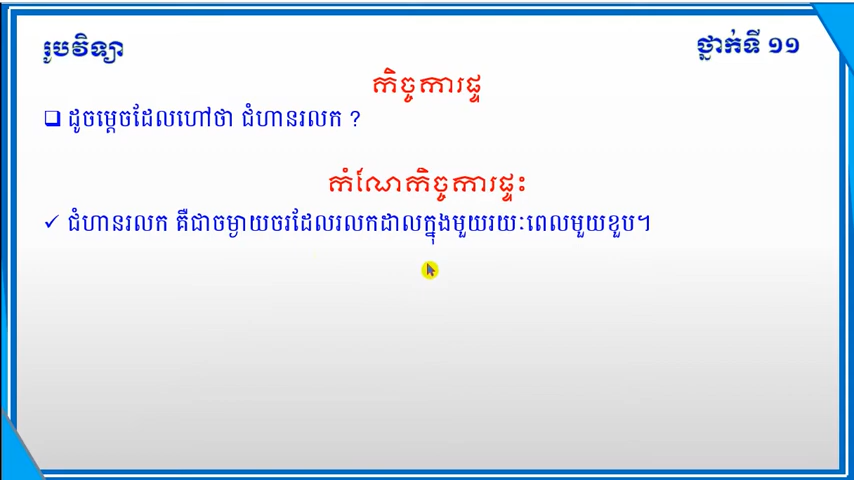 រូបវិទ្យា
ថ្នាក់ទី ១១
កិច្ចការផ្ទ
❑ ដូចម្ដេចដែលហៅថា ជំហានរលក ?
កំណែកិច្ចការផ្ទះ
✓ ជំហានរលក គឺជាចម្ងាយចរដែលរលកដាលក្នុងមួយរយៈពេលមួយខួប។